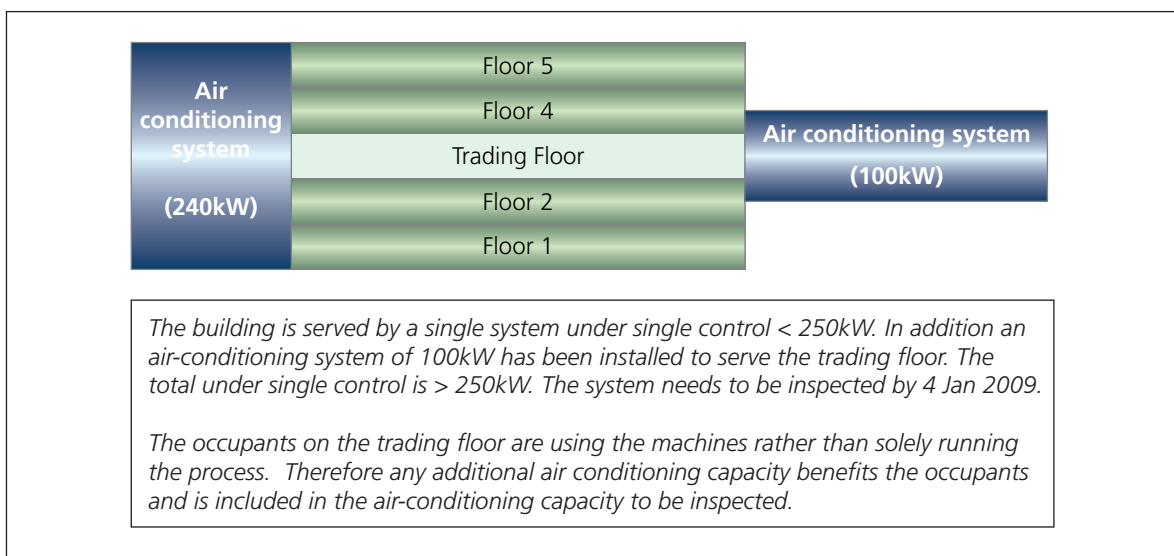 Air
conditioning
system
(240kW)
Floor 5
Floor 4
Trading Floor
Floor 2
Floor 1
Air conditioning system
(100kW)
The building is served by a single system under single control < 250kW. In addition an
air-conditioning system of 100kW has been installed to serve the trading floor. The
total under single control is > 250kW. The system needs to be inspected by 4 Jan 2009.
The occupants on the trading floor are using the machines rather than solely running
the process.  Therefore any additional air conditioning capacity benefits the occupants
and is included in the air-conditioning capacity to be inspected.